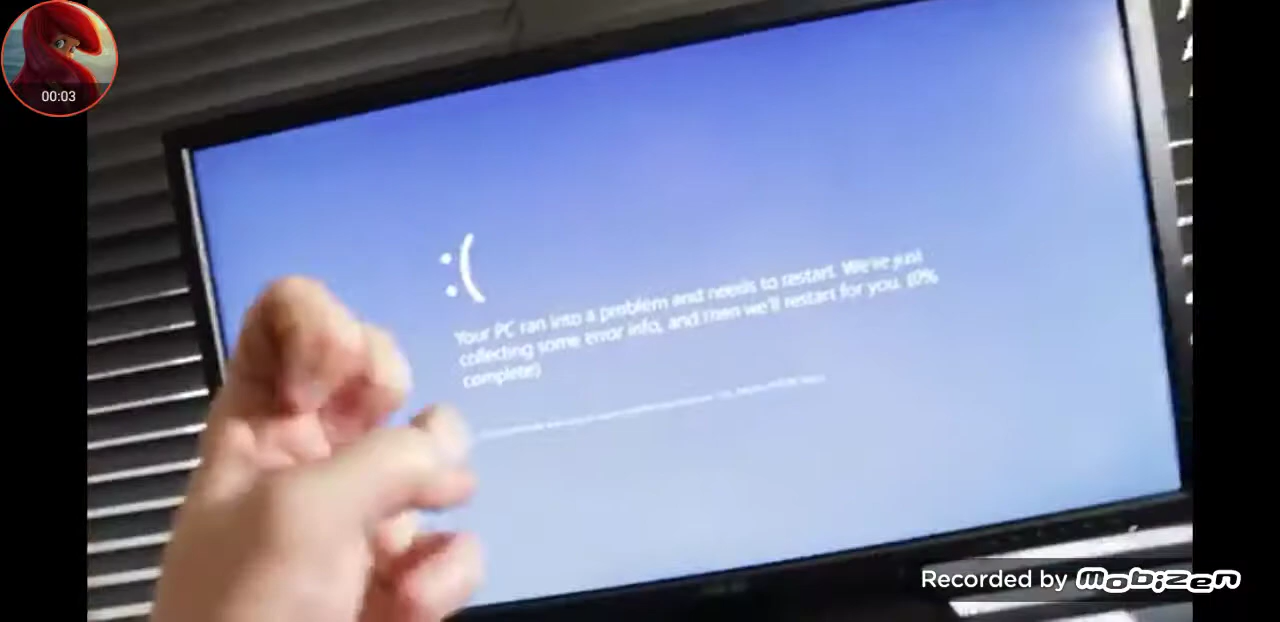 00:03
:(
Your PC ran into a problem and needs to restart. We're just
collecting some error info, and then we'll restart for you. (0%
complete)
Recorded by Mobizen